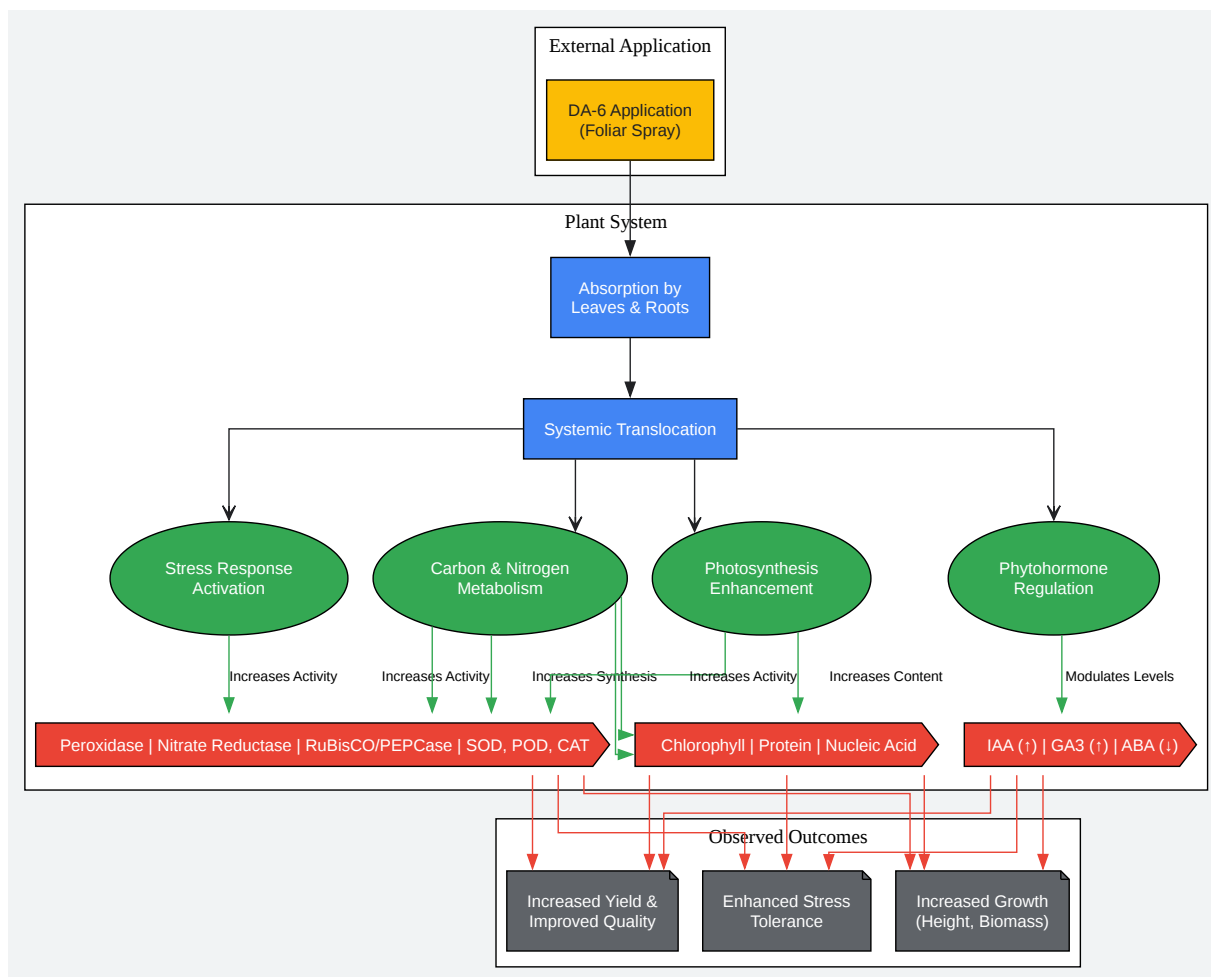 External Application
DA-6 Application
(Foliar Spray)
Plant System
Absorption by
Leaves & Roots
Systemic Translocation
Stress Response
Activation
Carbon & Nitrogen
Metabolism
Photosynthesis
Enhancement
Phytohormone
Regulation
Increases Activity
Increases Activity
Increases Synthesis
Increases Activity
Increases Content
Modulates Levels
Peroxidase | Nitrate Reductase | RuBisCO/PEPCase | SOD, POD, CAT
Chlorophyll | Protein | Nucleic Acid
IAA (↑) | GA3 (↑) | ABA (↓)
Observed Outcomes
Increased Yield &
Improved Quality
Enhanced Stress
Tolerance
Increased Growth
(Height, Biomass)